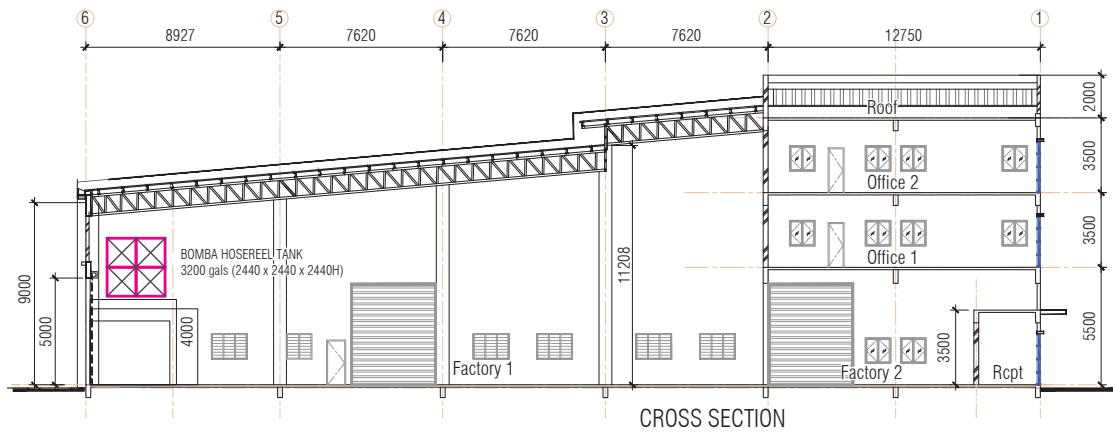 6 5 4 3 2 1
8927 7620 7620 7620 12750
Roof
2000
Office 2
3500
Office 1
3500
BOMBA HOSEREEL TANK
3200 gals (2440 x 2440 x 2440H)
9000
5000
4000
11208
3500
5500
Factory 1
Factory 2
Rcpt
CROSS SECTION